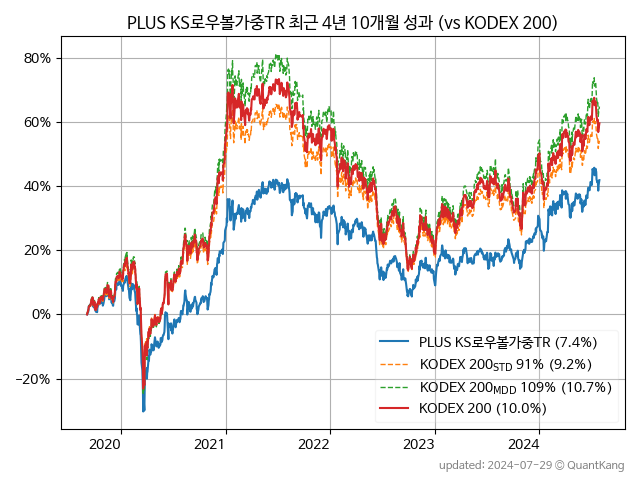 PLUS KS로우볼가중TR 최근 4년 10개월 성과 (vs KODEX 200)
80%
60%
40%
20%
0%
−20%
PLUS KS로우볼가중TR (7.4%)
KODEX 200STD 91% (9.2%)
KODEX 200MDD 109% (10.7%)
KODEX 200 (10.0%)
2020 2021 2022 2023 2024
updated: 2024-07-29 © QuantKang